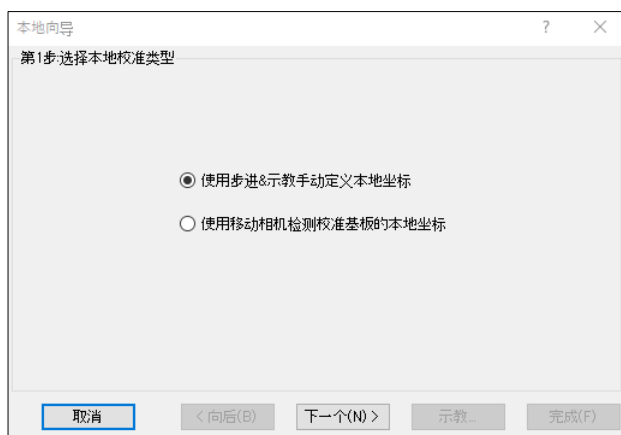 本地向导 ?
第1步:选择本地校准类型
使用步进&示教手动定义本地坐标
使用移动相机检测校准基板的本地坐标
取消 < 向后(B) 下一个(N) > 示教... 完成(F)